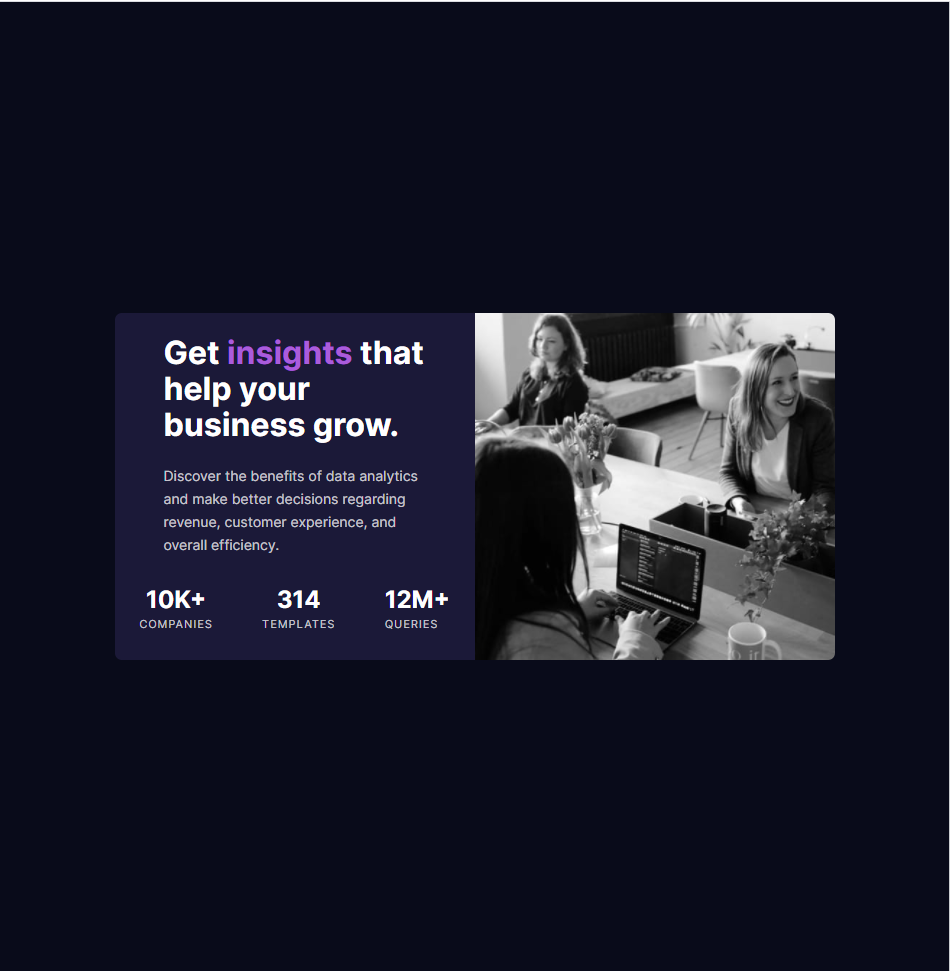 Get insights that
help your
business grow.
Discover the benefits of data analytics
and make better decisions regarding
revenue, customer experience, and
overall efficiency.
10K+ 314 12M+
COMPANIES TEMPLATES QUERIES